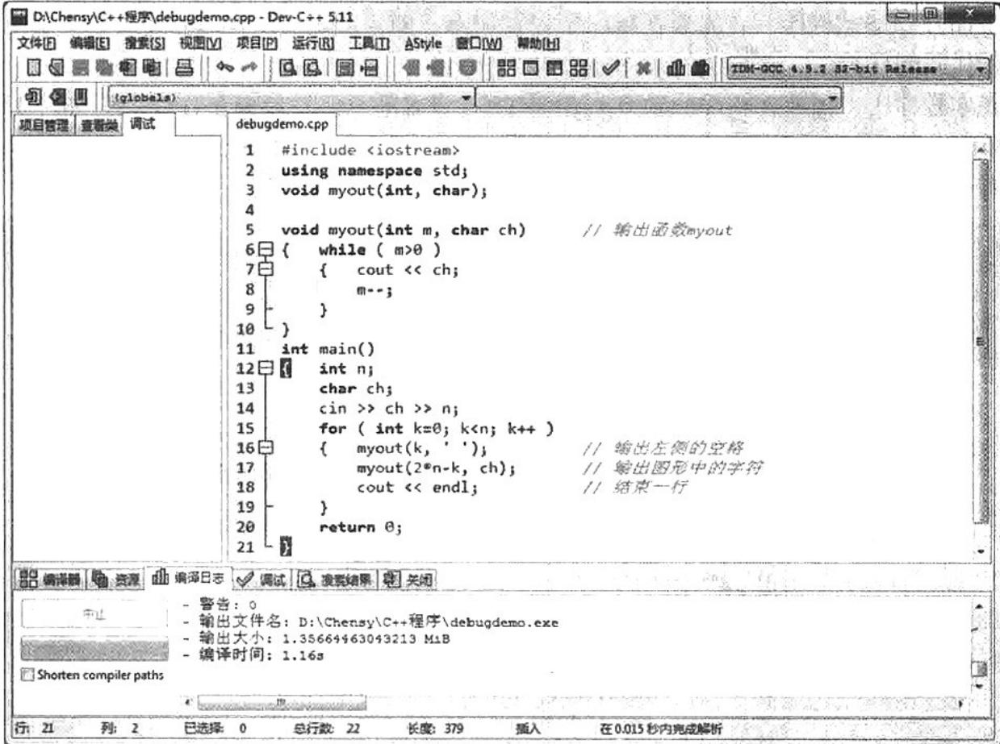 D:\Chensy\C++程序\debugdemo.cpp - Dev-C++ 5.11
文件[F] 编辑[E] 搜索[S] 视图[V] 项目[P] 运行[R] 工具[T] AStyle 窗口[W] 帮助[H]
TDM-GCC 4.9.2 32-bit Release
(globals)
项目管理 查看类 调试 debugdemo.cpp
1 #include <iostream>
2 using namespace std;
3 void myout(int, char);
4
5 void myout(int m, char ch) // 输出函数myout
6 { while ( m>0 )
7 { cout << ch;
8 m--;
9 }
10 }
11 int main()
12 { int n;
13 char ch;
14 cin >> ch >> n;
15 for ( int k=0; k<n; k++ )
16 { myout(k, ' '); // 输出左侧的空格
17 myout(2*n-k, ch); // 输出图形中的字符
18 cout << endl; // 结束一行
19 }
20 return 0;
21 }
编译器 资源 编译日志 调试 搜索结果 关闭
中止
- 警告: 0
- 输出文件名: D:\Chensy\C++程序\debugdemo.exe
- 输出大小: 1.35664463043213 MiB
- 编译时间: 1.16s
Shorten compiler paths
行: 21 列: 2 已选择: 0 总行数: 22 长度: 379 插入 在 0.015 秒内完成解析